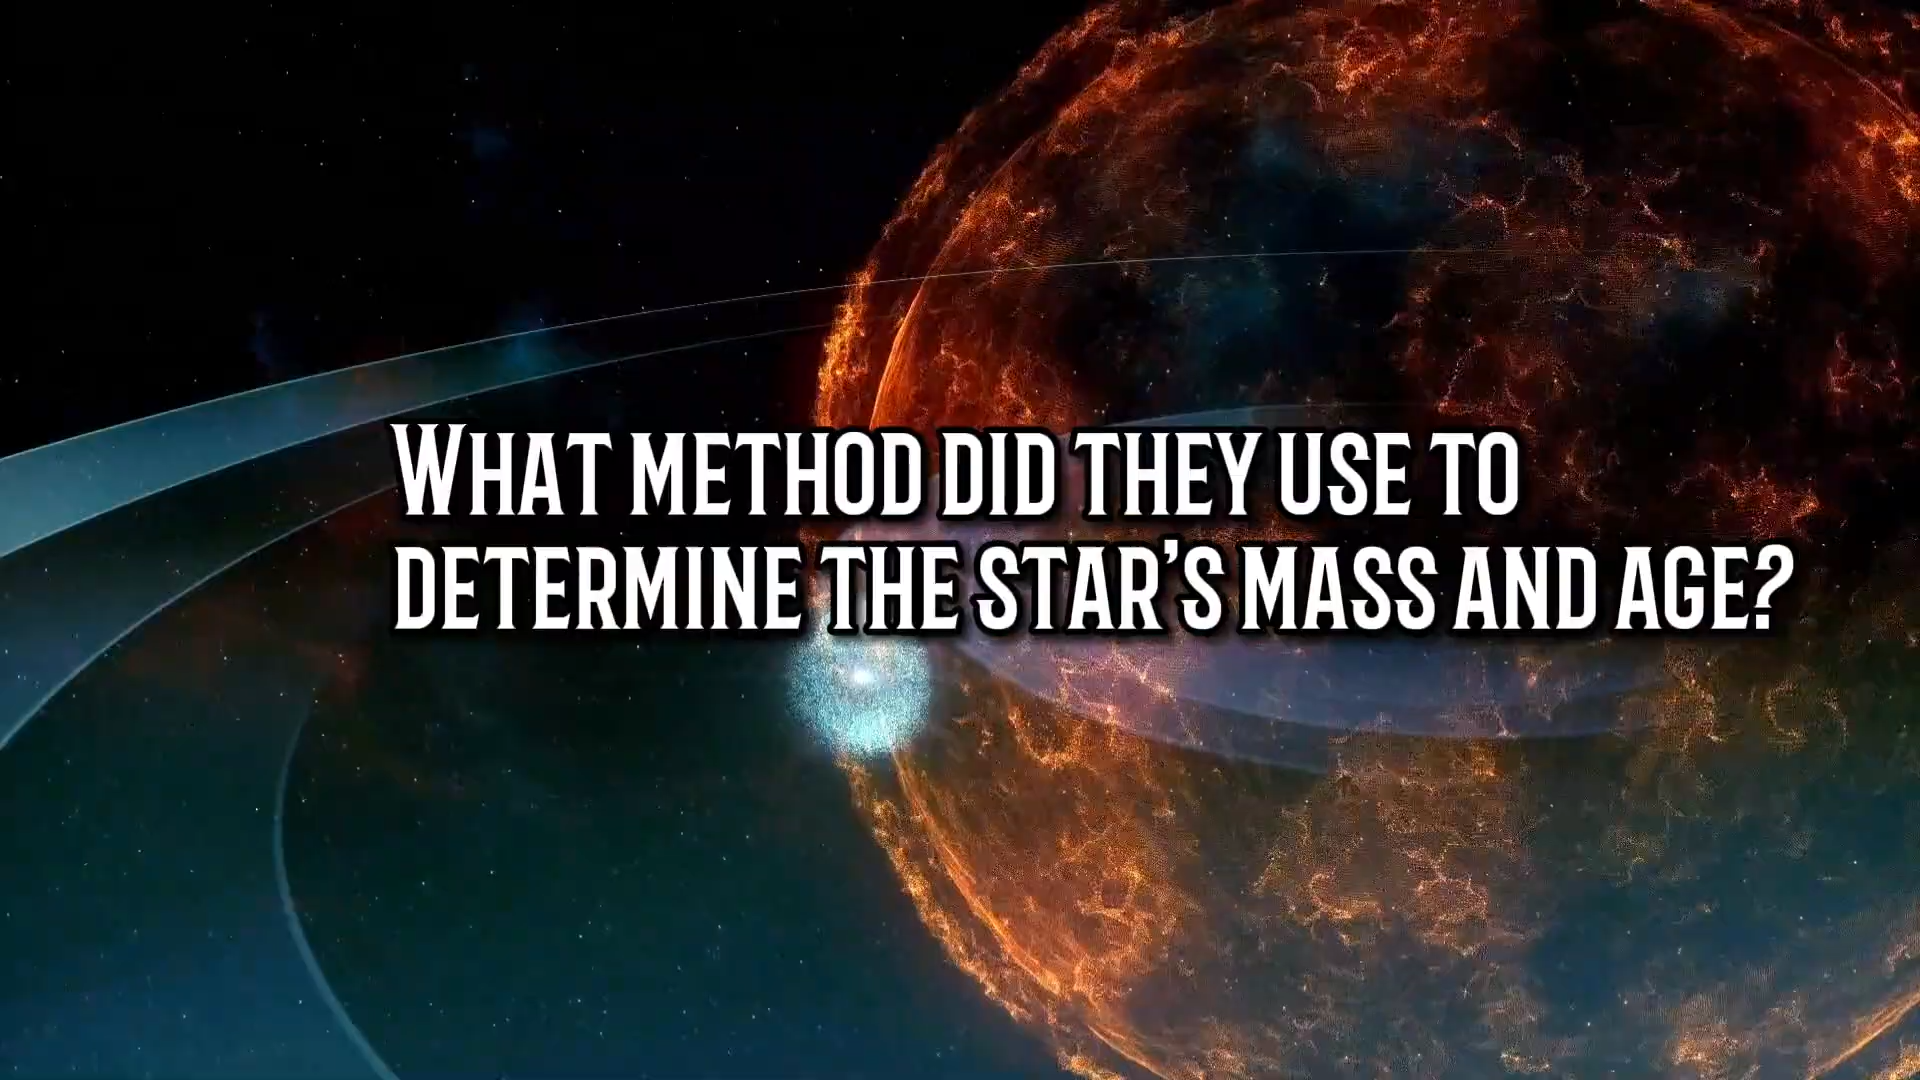 What method did they use to
determine the star’s mass and age?